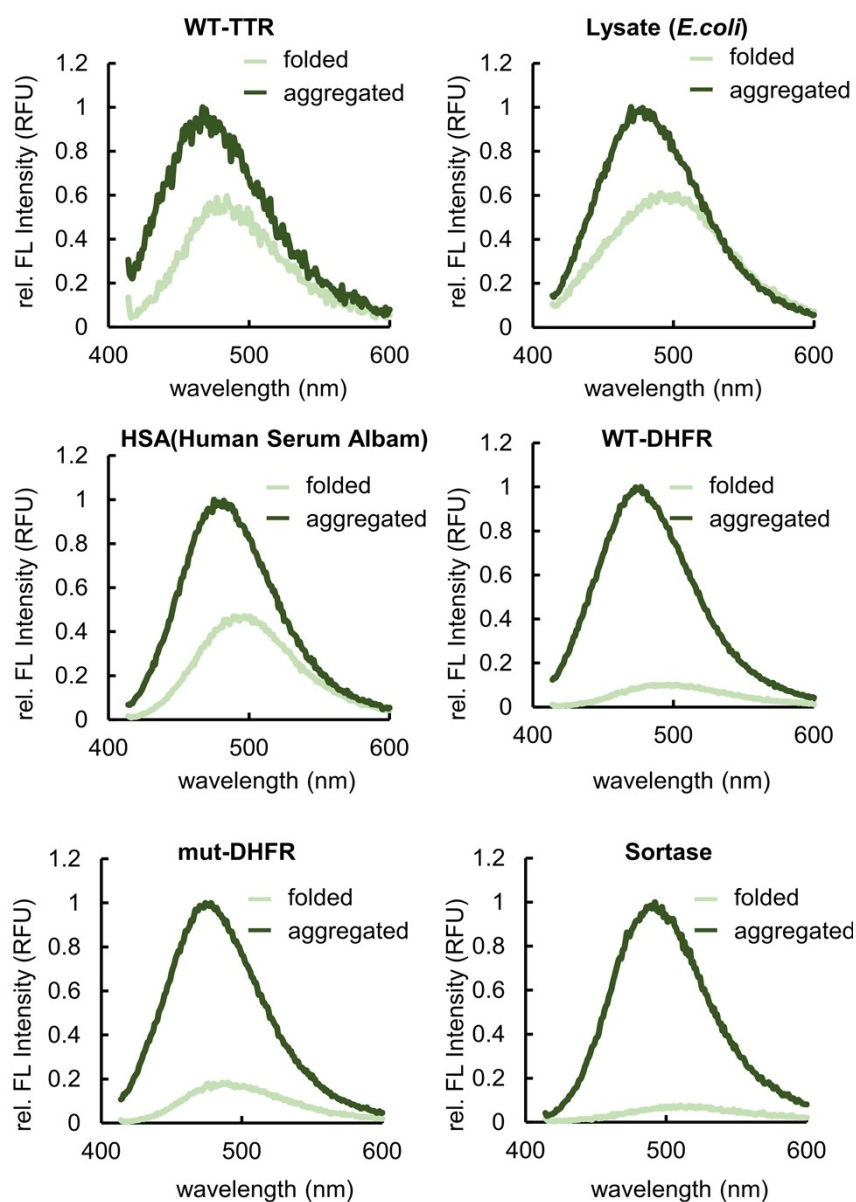 WT-TTR
folded
aggregated
rel. FL Intensity (RFU)
1.2
1
0.8
0.6
0.4
0.2
0
400
500
600
wavelength (nm)
Lysate (E.coli)
folded
aggregated
rel. FL Intensity (RFU)
1.2
1
0.8
0.6
0.4
0.2
0
400
500
600
wavelength (nm)
HSA(Human Serum Albam)
folded
aggregated
rel. FL Intensity (RFU)
1.2
1
0.8
0.6
0.4
0.2
0
400
500
600
wavelength (nm)
WT-DHFR
folded
aggregated
rel. FL Intensity (RFU)
1.2
1
0.8
0.6
0.4
0.2
0
400
500
600
wavelength (nm)
mut-DHFR
folded
aggregated
rel. FL Intensity (RFU)
1.2
1
0.8
0.6
0.4
0.2
0
400
500
600
wavelength (nm)
Sortase
folded
aggregated
rel. FL Intensity (RFU)
1.2
1
0.8
0.6
0.4
0.2
0
400
500
600
wavelength (nm)